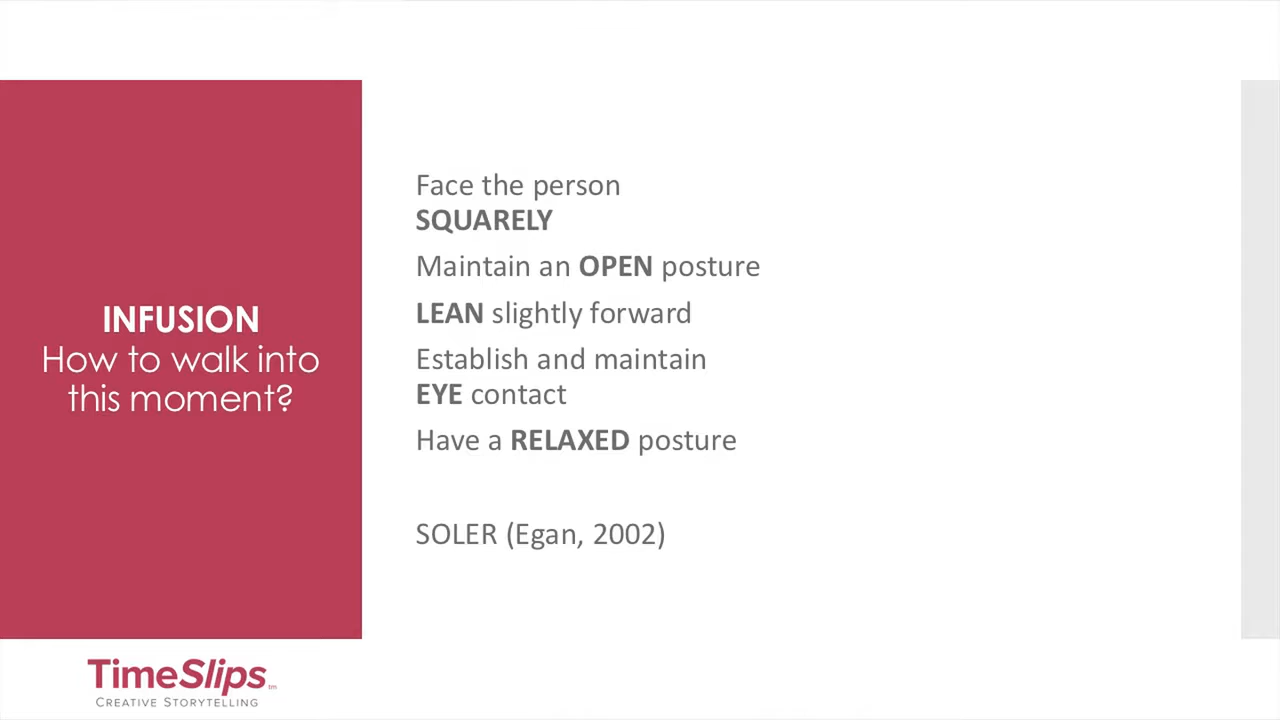 INFUSION
How to walk into
this moment?
Face the person
SQUARELY
Maintain an OPEN posture
LEAN slightly forward
Establish and maintain
EYE contact
Have a RELAXED posture
SOLER (Egan, 2002)
TimeSlips™
CREATIVE STORYTELLING